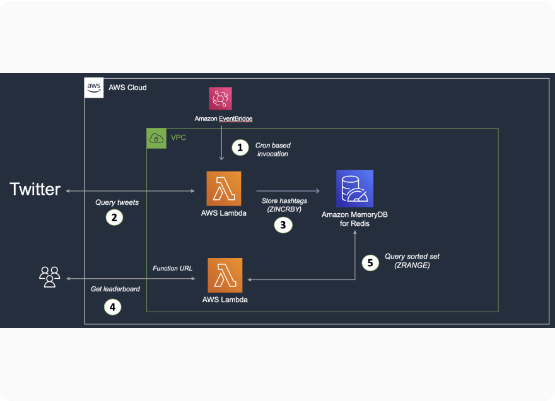 aws
AWS Cloud
Amazon EventBridge
VPC
1
Cron based
invocation
Twitter
Query tweets
2
AWS Lambda
Store hashtags
(ZINCRBY)
3
Amazon MemoryDB
for Redis
5
Query sorted set
(ZRANGE)
Function URL
Get leaderboard
4
AWS Lambda